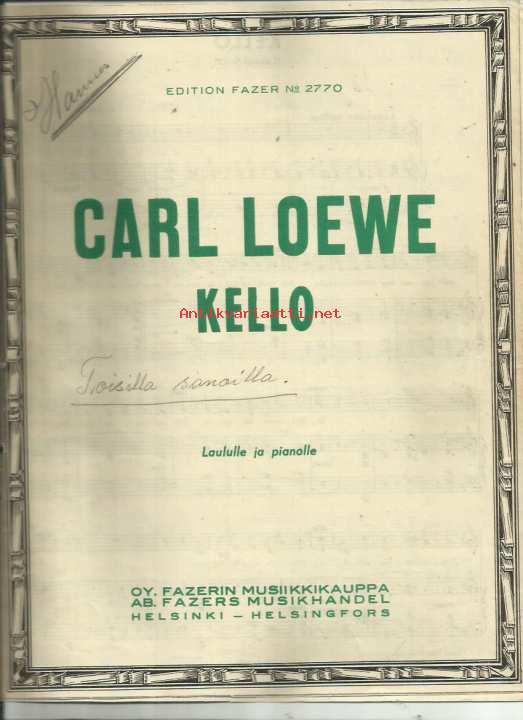 Hannes
EDITION FAZER № 2770
CARL LOEWE
KELLO
Antikvariaatti.net
Toisilla sanoilla.
Laululle ja pianolle
OY. FAZERIN MUSIIKKIKAUPPA
AB. FAZERS MUSIKHANDEL
HELSINKI – HELSINGFORS